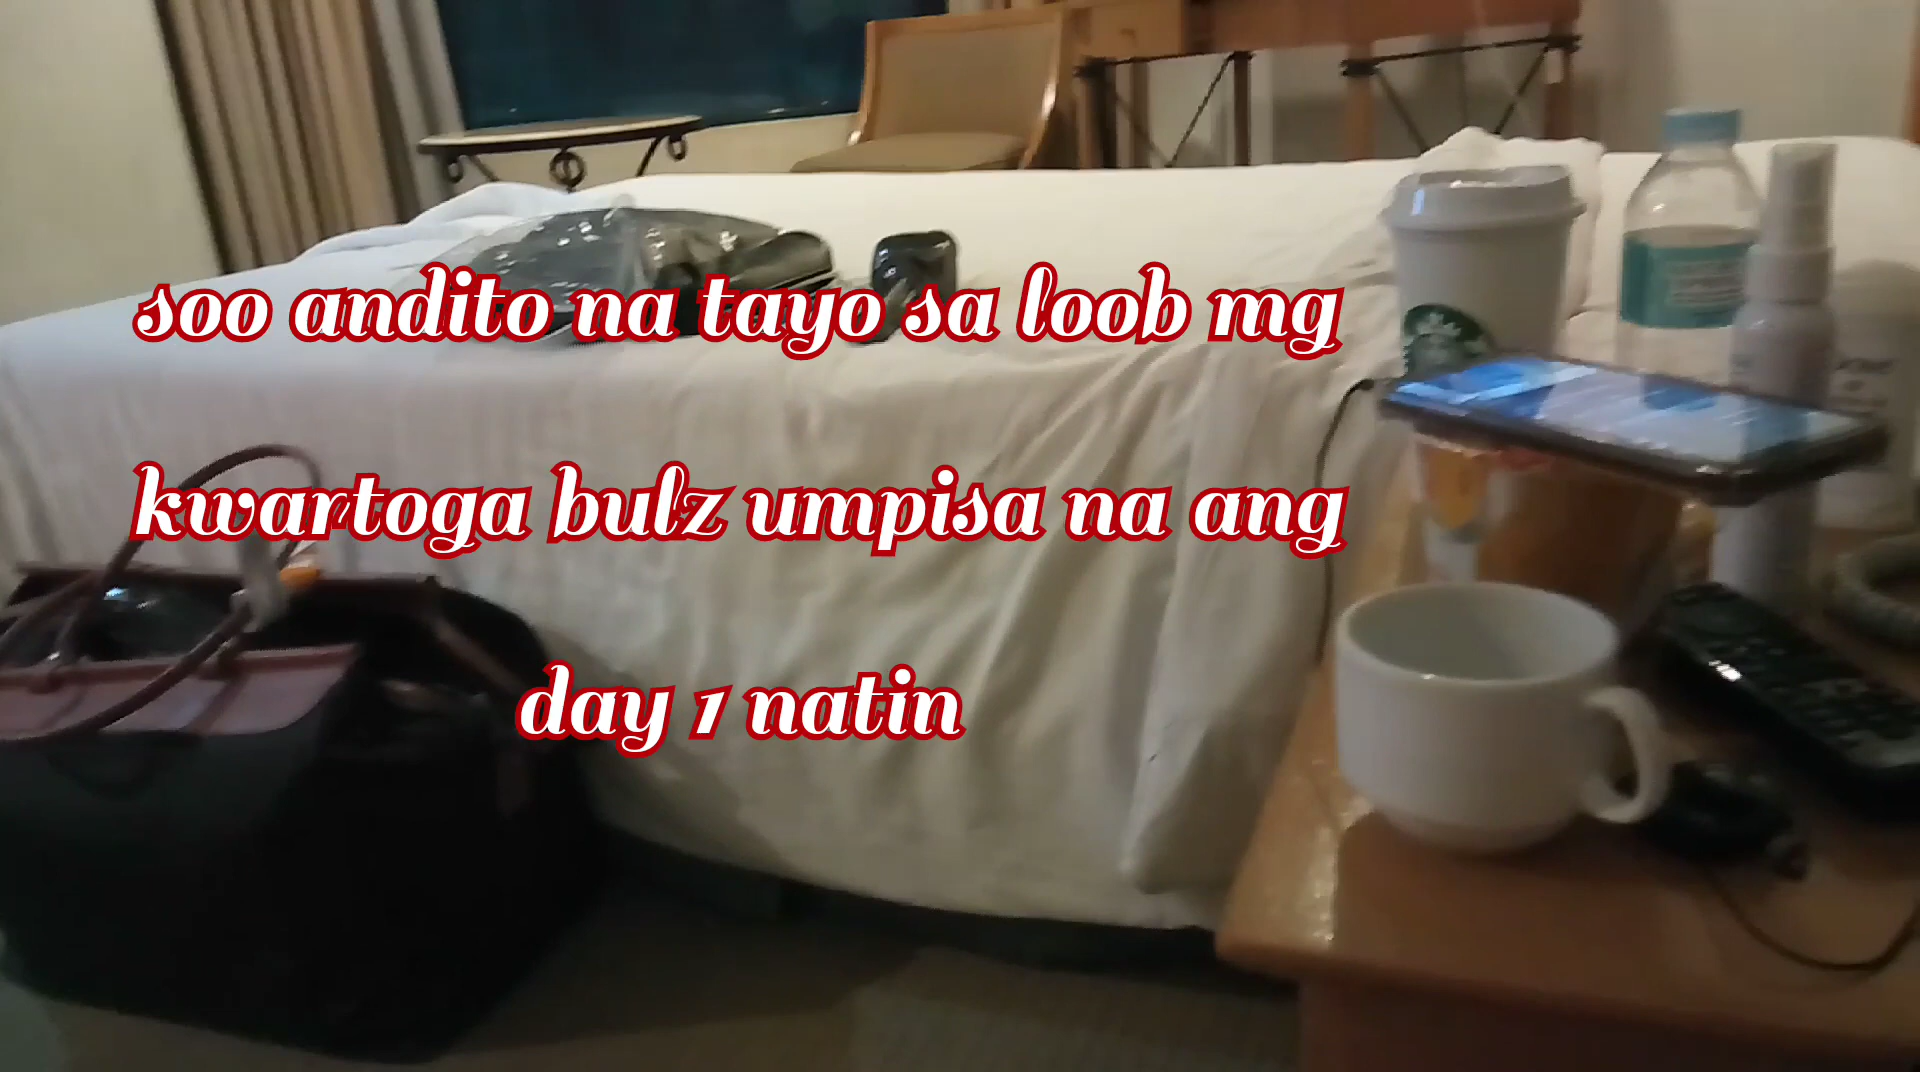 soo andito na tayo sa loob mg
kwartoga bulz umpisa na ang
day 1 natin